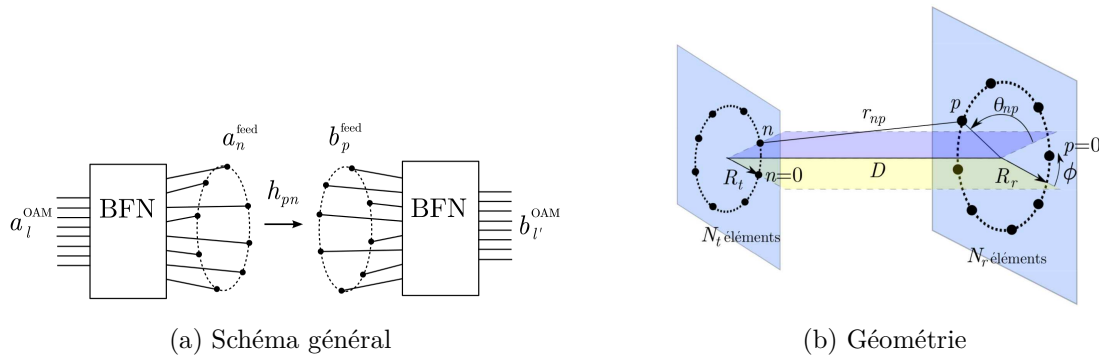 a_n^feed
b_p^feed
BFN
h_pn
BFN
a_l^OAM
b_l'^OAM
(a) Schéma général
p
θ_np
r_np
n
p=0
R_t
n=0
D
R_r
ϕ
N_t éléments
N_r éléments
(b) Géométrie